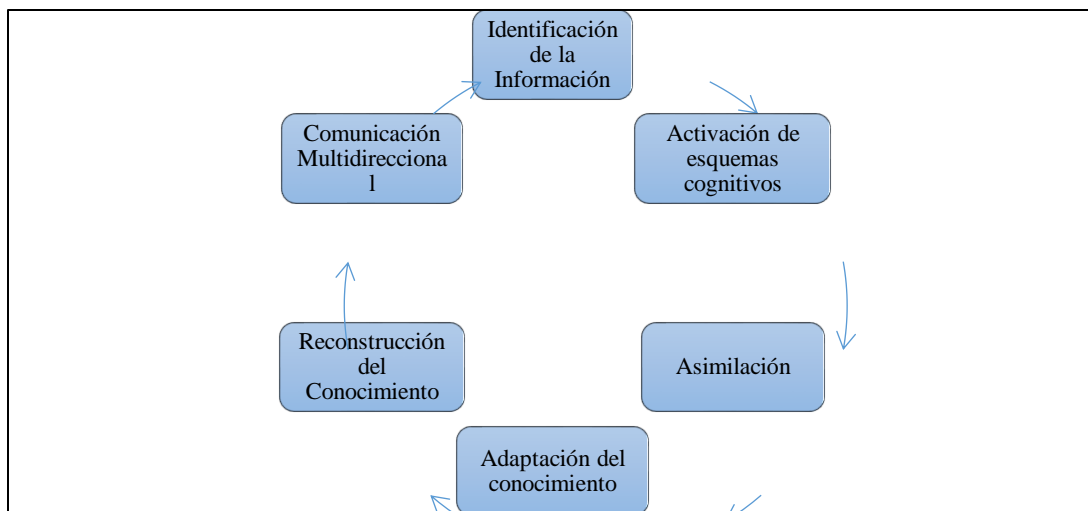 Identificación
de la
Información
Activación de
esquemas
cognitivos
Asimilación
Adaptación del
conocimiento
Reconstrucción
del
Conocimiento
Comunicación
Multidirecciona
l